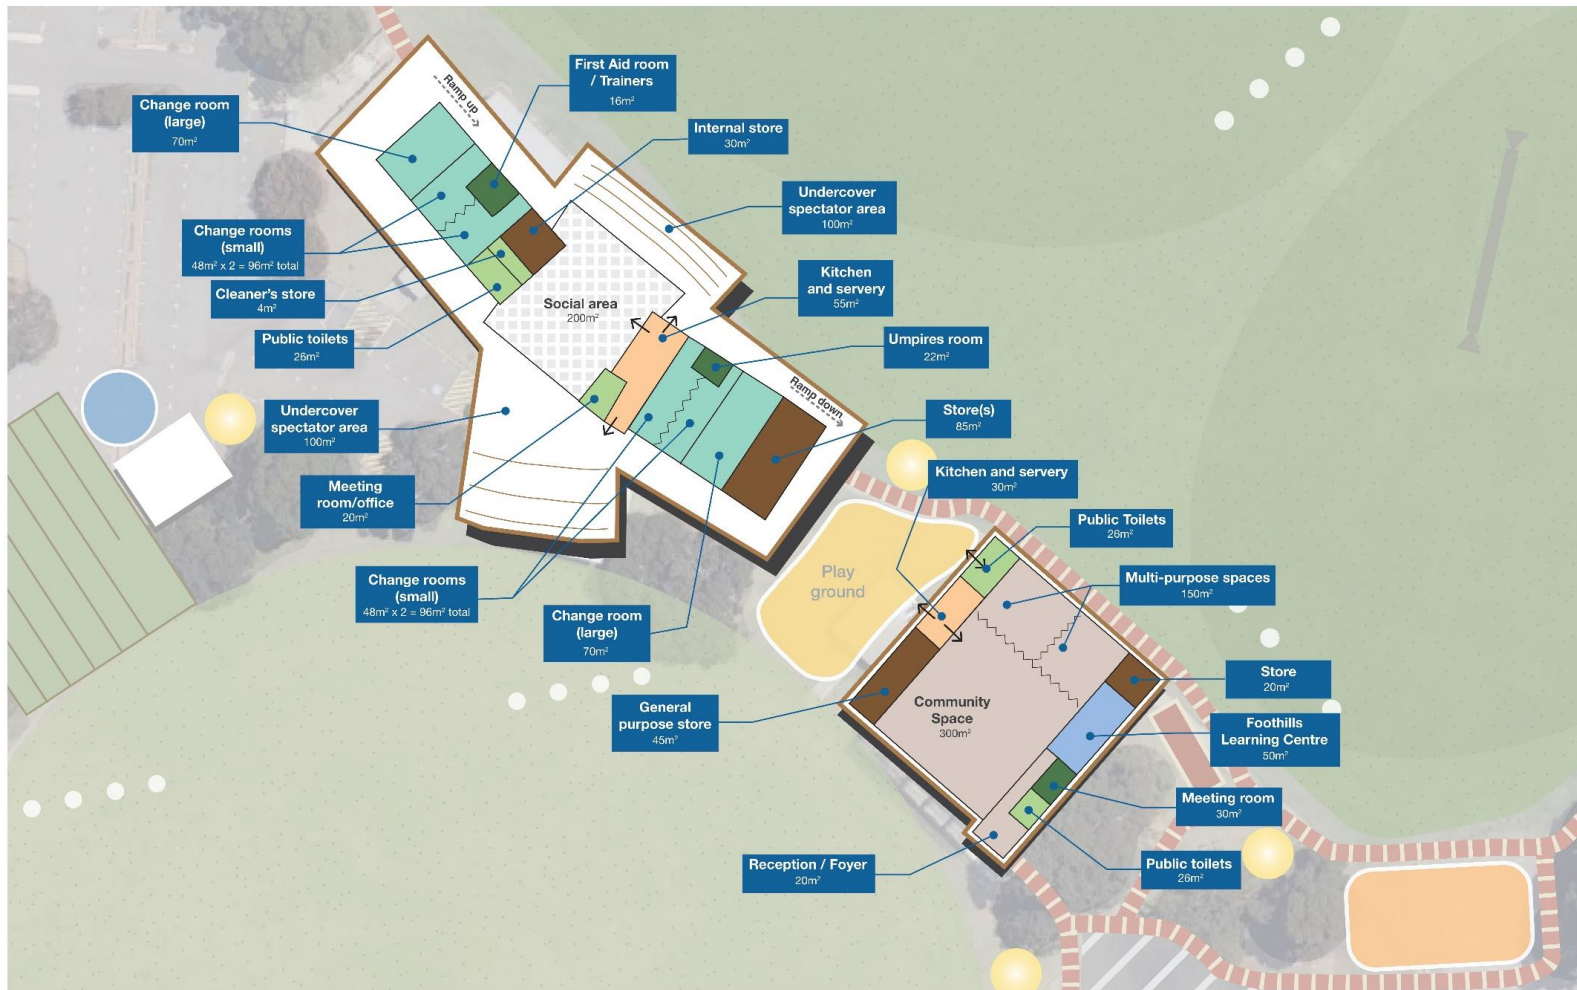 Ramp up
First Aid room
/ Trainers
16m²
Change room
(large)
70m²
Internal store
30m²
Undercover
spectator area
100m²
Change rooms
(small)
48m² x 2 = 96m² total
Kitchen
and servery
55m²
Cleaner's store
4m²
Social area
200m²
Public toilets
26m²
Umpires room
22m²
Ramp down
Undercover
spectator area
100m²
Store(s)
85m²
Kitchen and servery
30m²
Meeting
room/office
20m²
Public Toilets
26m²
Play
ground
Change rooms
(small)
48m² x 2 = 96m² total
Multi-purpose spaces
150m²
Change room
(large)
70m²
Store
20m²
General
purpose store
45m²
Community
Space
300m²
Foothills
Learning Centre
50m²
Meeting room
30m²
Reception / Foyer
20m²
Public toilets
26m²